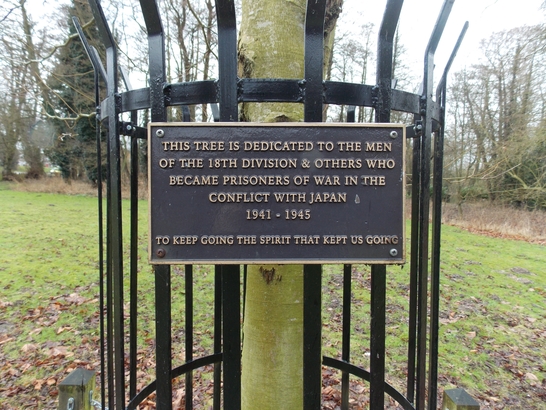 THIS TREE IS DEDICATED TO THE MEN
OF THE 18TH DIVISION & OTHERS WHO
BECAME PRISONERS OF WAR IN THE
CONFLICT WITH JAPAN
1941 - 1945
TO KEEP GOING THE SPIRIT THAT KEPT US GOING